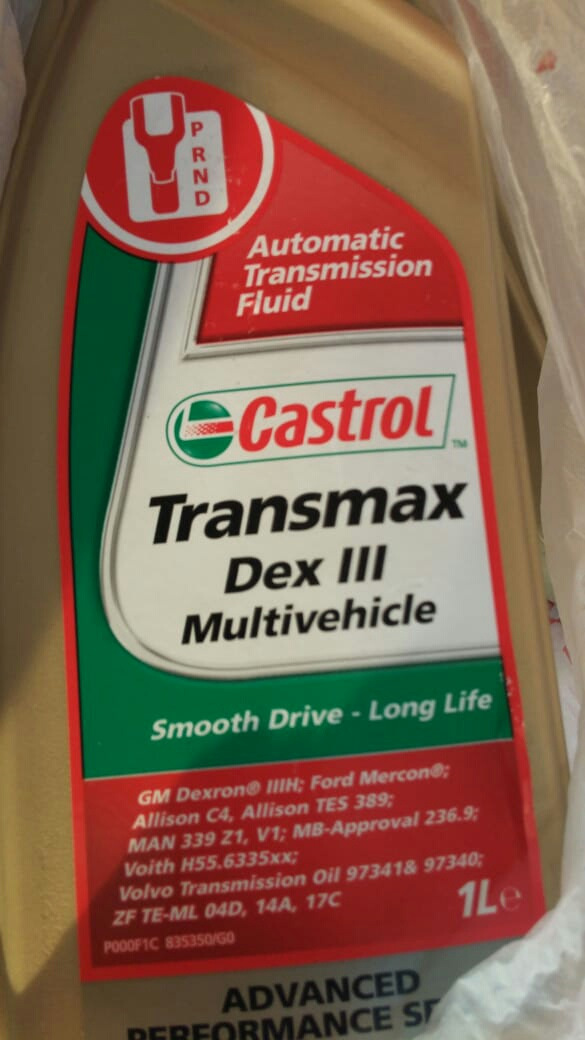 P
R
N
D
Automatic
Transmission
Fluid
Castrol™
Transmax
Dex III
Multivehicle
Smooth Drive - Long Life
GM Dexron® IIIH; Ford Mercon®;
Allison C4, Allison TES 389;
MAN 339 Z1, V1; MB-Approval 236.9;
Voith H55.6335xx;
Volvo Transmission Oil 97341& 97340;
ZF TE-ML 04D, 14A, 17C
1L℮
P000F1C 835350/G0
ADVANCED
PERFORMANCE